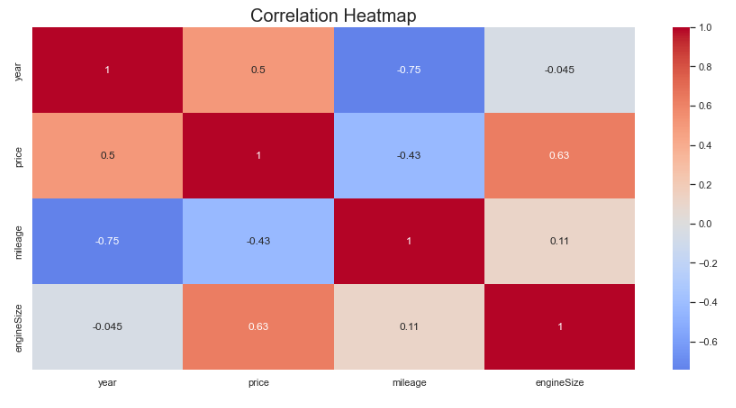 Correlation Heatmap
year 1 0.5 -0.75 -0.045
price 0.5 1 -0.43 0.63
mileage -0.75 -0.43 1 0.11
engineSize -0.045 0.63 0.11 1
year price mileage engineSize
1.0
0.8
0.6
0.4
0.2
0.0
−0.2
−0.4
−0.6